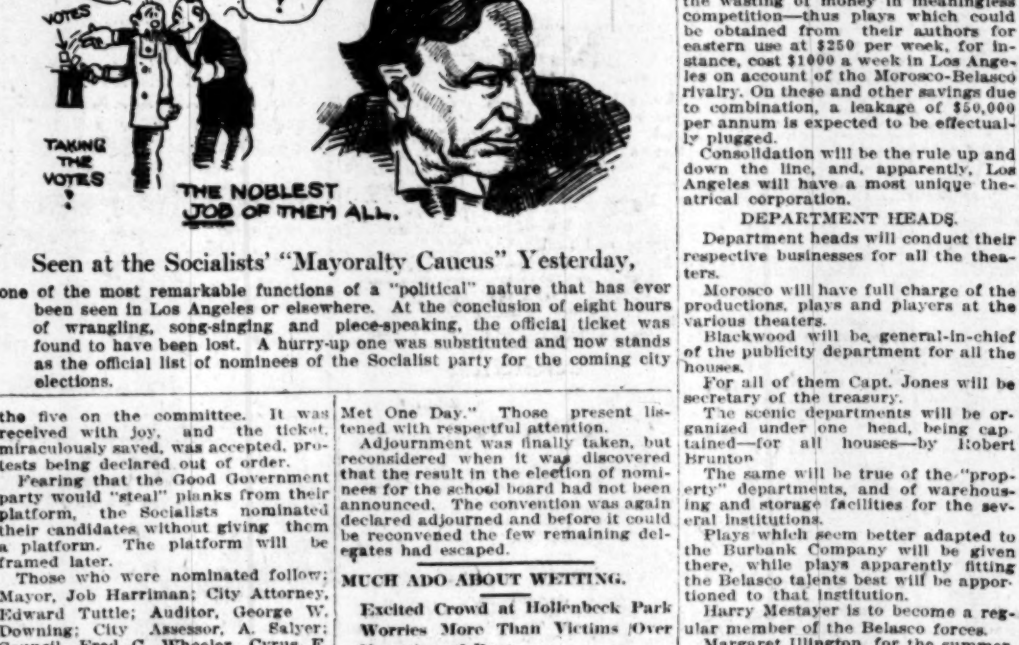 VOTES
?
TAKING
THE
VOTES
?
THE NOBLEST
JOB OF THEM ALL.
Seen at the Socialists' "Mayoralty Caucus" Yesterday,
one of the most remarkable functions of a "political" nature that has ever
been seen in Los Angeles or elsewhere. At the conclusion of eight hours
of wrangling, song-singing and piece-speaking, the official ticket was
found to have been lost. A hurry-up one was substituted and now stands
as the official list of nominees of the Socialist party for the coming city
elections.
the five on the committee. It was
received with joy, and the ticket,
miraculously saved, was accepted, pro-
tests being declared out of order.
Fearing that the Good Government
party would "steal" planks from their
platform, the Socialists nominated
their candidates without giving them
a platform. The platform will be
framed later.
Those who were nominated follow:
Mayor, Job Harriman; City Attorney,
Edward Tuttle; Auditor, George W.
Downing; City Assessor, A. Salyer;
Council, Fred C. Wheeler, Cyrus F.
Met One Day." Those present lis-
tened with respectful attention.
Adjournment was finally taken, but
reconsidered when it was discovered
that the result in the election of nomi-
nees for the school board had not been
announced. The convention was again
declared adjourned and before it could
be reconvened the few remaining del-
egates had escaped.
MUCH ADO ABOUT WETTING.
Excited Crowd at Hollenbeck Park
Worries More Than Victims Over
the wasting of money in meaningless
competition—thus plays which could
be obtained from their authors for
eastern use at $250 per week, for in-
stance, cost $1000 a week in Los Ange-
les on account of the Morosco-Belasco
rivalry. On these and other savings due
to combination, a leakage of $50,000
per annum is expected to be effectual-
ly plugged.
Consolidation will be the rule up and
down the line, and, apparently, Los
Angeles will have a most unique the-
atrical corporation.
DEPARTMENT HEADS.
Department heads will conduct their
respective businesses for all the thea-
ters.
Morosco will have full charge of the
productions, plays and players at the
various theaters.
Blackwood will be general-in-chief
of the publicity department for all the
houses.
For all of them Capt. Jones will be
secretary of the treasury.
The scenic departments will be or-
ganized under one head, being cap
tained—for all houses—by Robert
Brunton
The same will be true of the "prop-
erty" departments, and of warehous-
ing and storage facilities for the sev-
eral institutions.
Plays which seem better adapted to
the Burbank Company will be given
there, while plays apparently fitting
the Belasco talents best will be appor-
tioned to that institution.
Harry Mestayer is to become a reg-
ular member of the Belasco forces.
Margaret Illington, for the summer